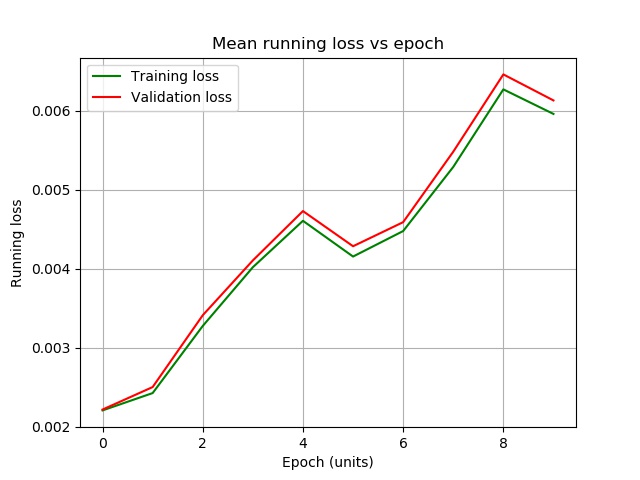 Mean running loss vs epoch
Training loss
Validation loss
0.006
0.005
0.004
0.003
0.002
Running loss
0 2 4 6 8
Epoch (units)